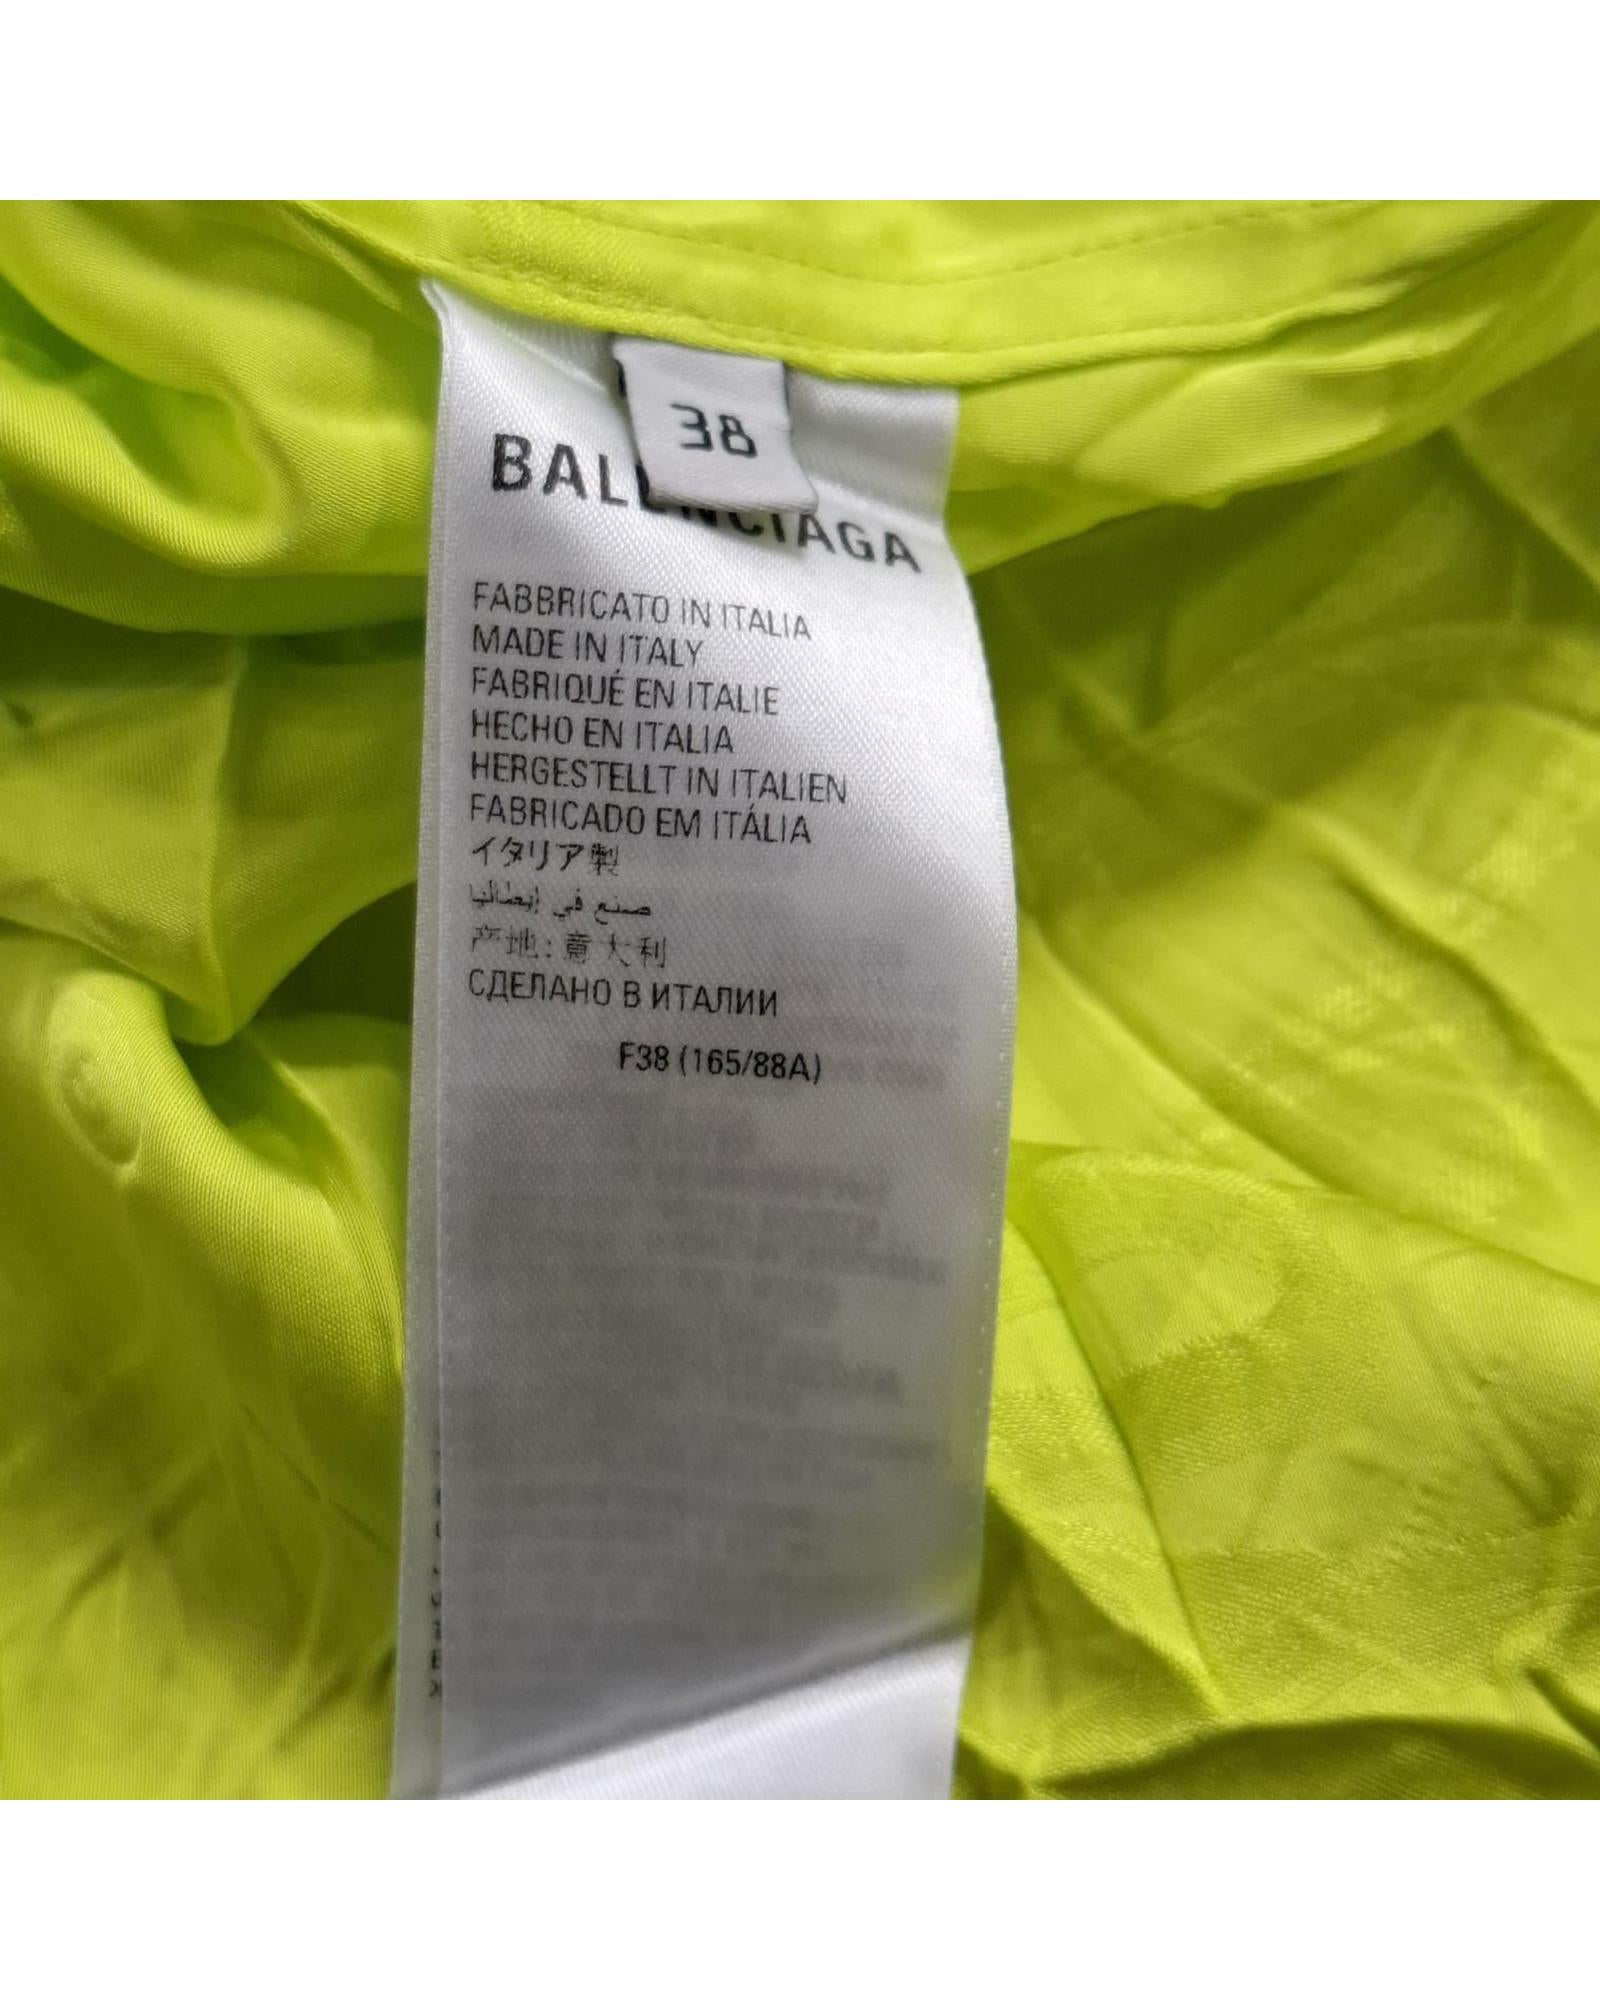 38
BALENCIAGA
FABBRICATO IN ITALIA
MADE IN ITALY
FABRIQUÉ EN ITALIE
HECHO EN ITALIA
HERGESTELLT IN ITALIEN
FABRICADO EM ITÁLIA
イタリア製
صنع في إيطاليا
产地:意大利
СДЕЛАНО В ИТАЛИИ
F38 (165/88A)